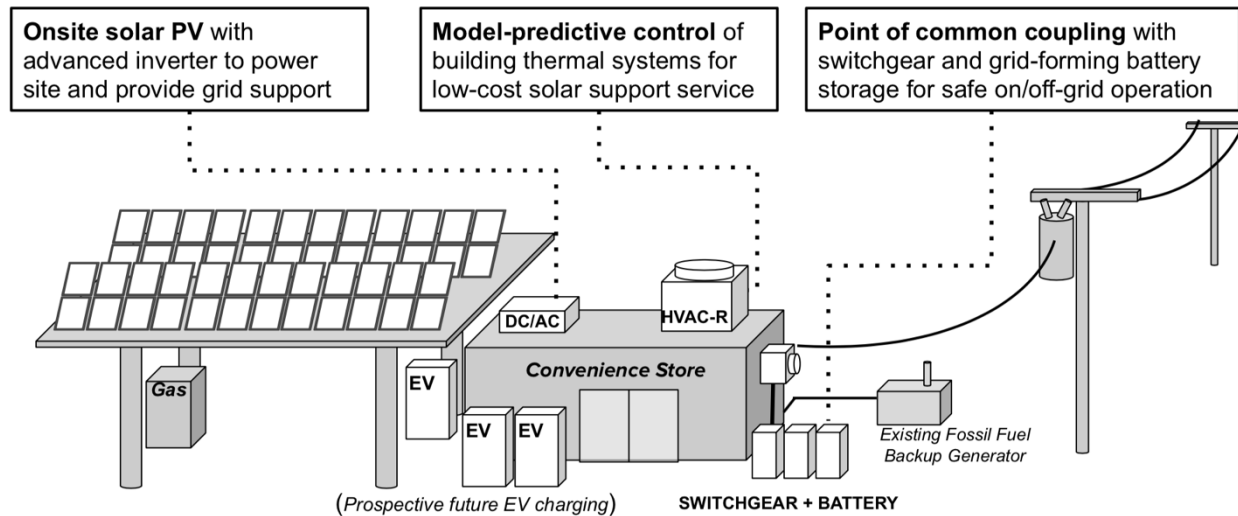 Onsite solar PV with
advanced inverter to power
site and provide grid support
Model-predictive control of
building thermal systems for
low-cost solar support service
Point of common coupling with
switchgear and grid-forming battery
storage for safe on/off-grid operation
DC/AC
HVAC-R
Convenience Store
Gas
EV
EV
EV
Existing Fossil Fuel
Backup Generator
(Prospective future EV charging)
SWITCHGEAR + BATTERY